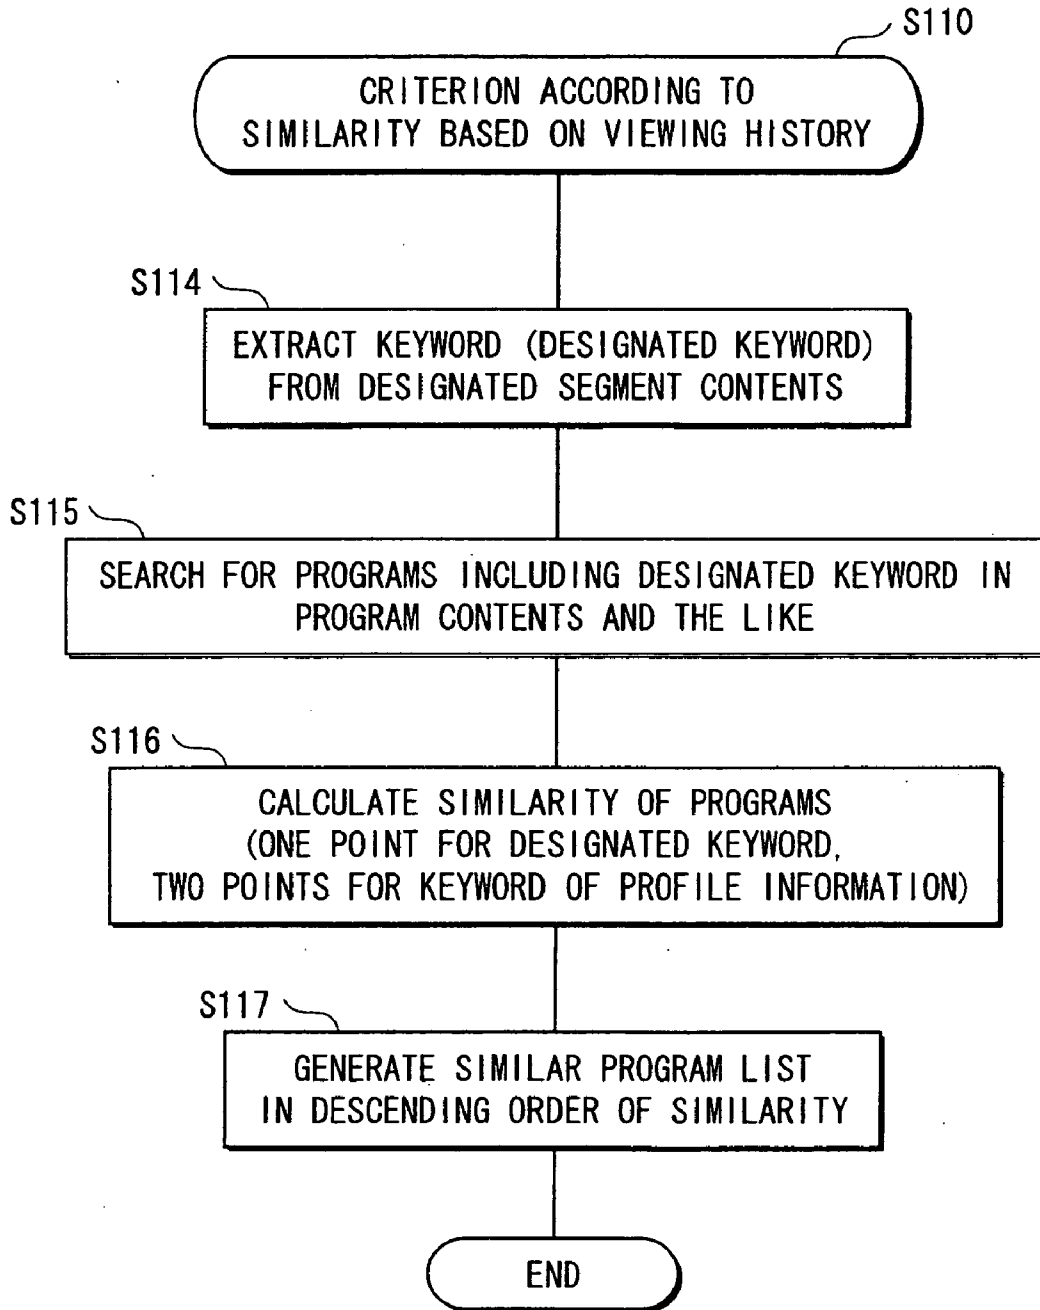 S110
CRITERION ACCORDING TO
SIMILARITY BASED ON VIEWING HISTORY
S114
EXTRACT KEYWORD (DESIGNATED KEYWORD)
FROM DESIGNATED SEGMENT CONTENTS
S115
SEARCH FOR PROGRAMS INCLUDING DESIGNATED KEYWORD IN
PROGRAM CONTENTS AND THE LIKE
S116
CALCULATE SIMILARITY OF PROGRAMS
(ONE POINT FOR DESIGNATED KEYWORD,
TWO POINTS FOR KEYWORD OF PROFILE INFORMATION)
S117
GENERATE SIMILAR PROGRAM LIST
IN DESCENDING ORDER OF SIMILARITY
END